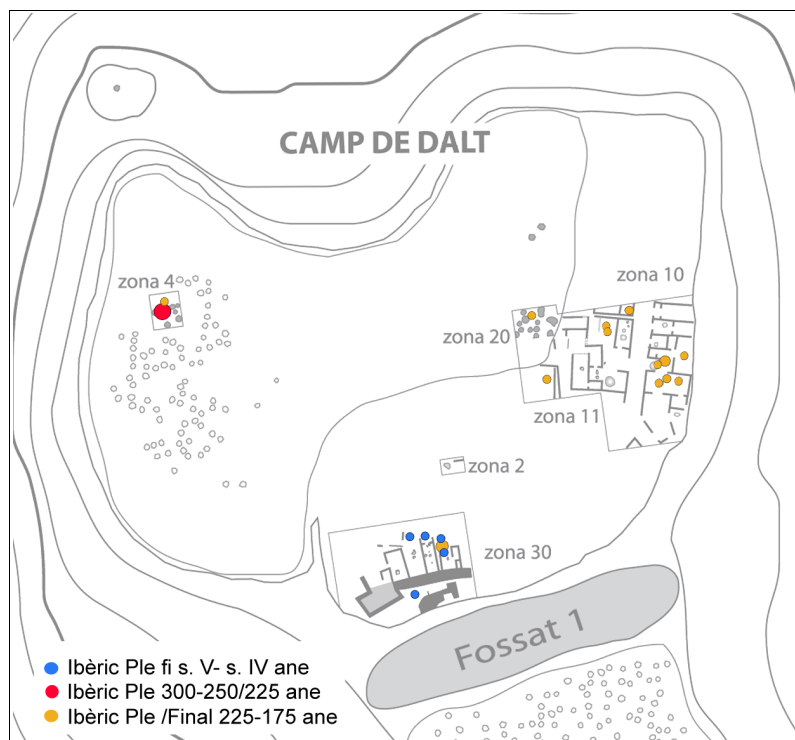 CAMP DE DALT
zona 4
zona 10
zona 20
zona 11
zona 2
zona 30
Fossat 1
Ibèric Ple fi s. V- s. IV ane
Ibèric Ple 300-250/225 ane
Ibèric Ple /Final 225-175 ane